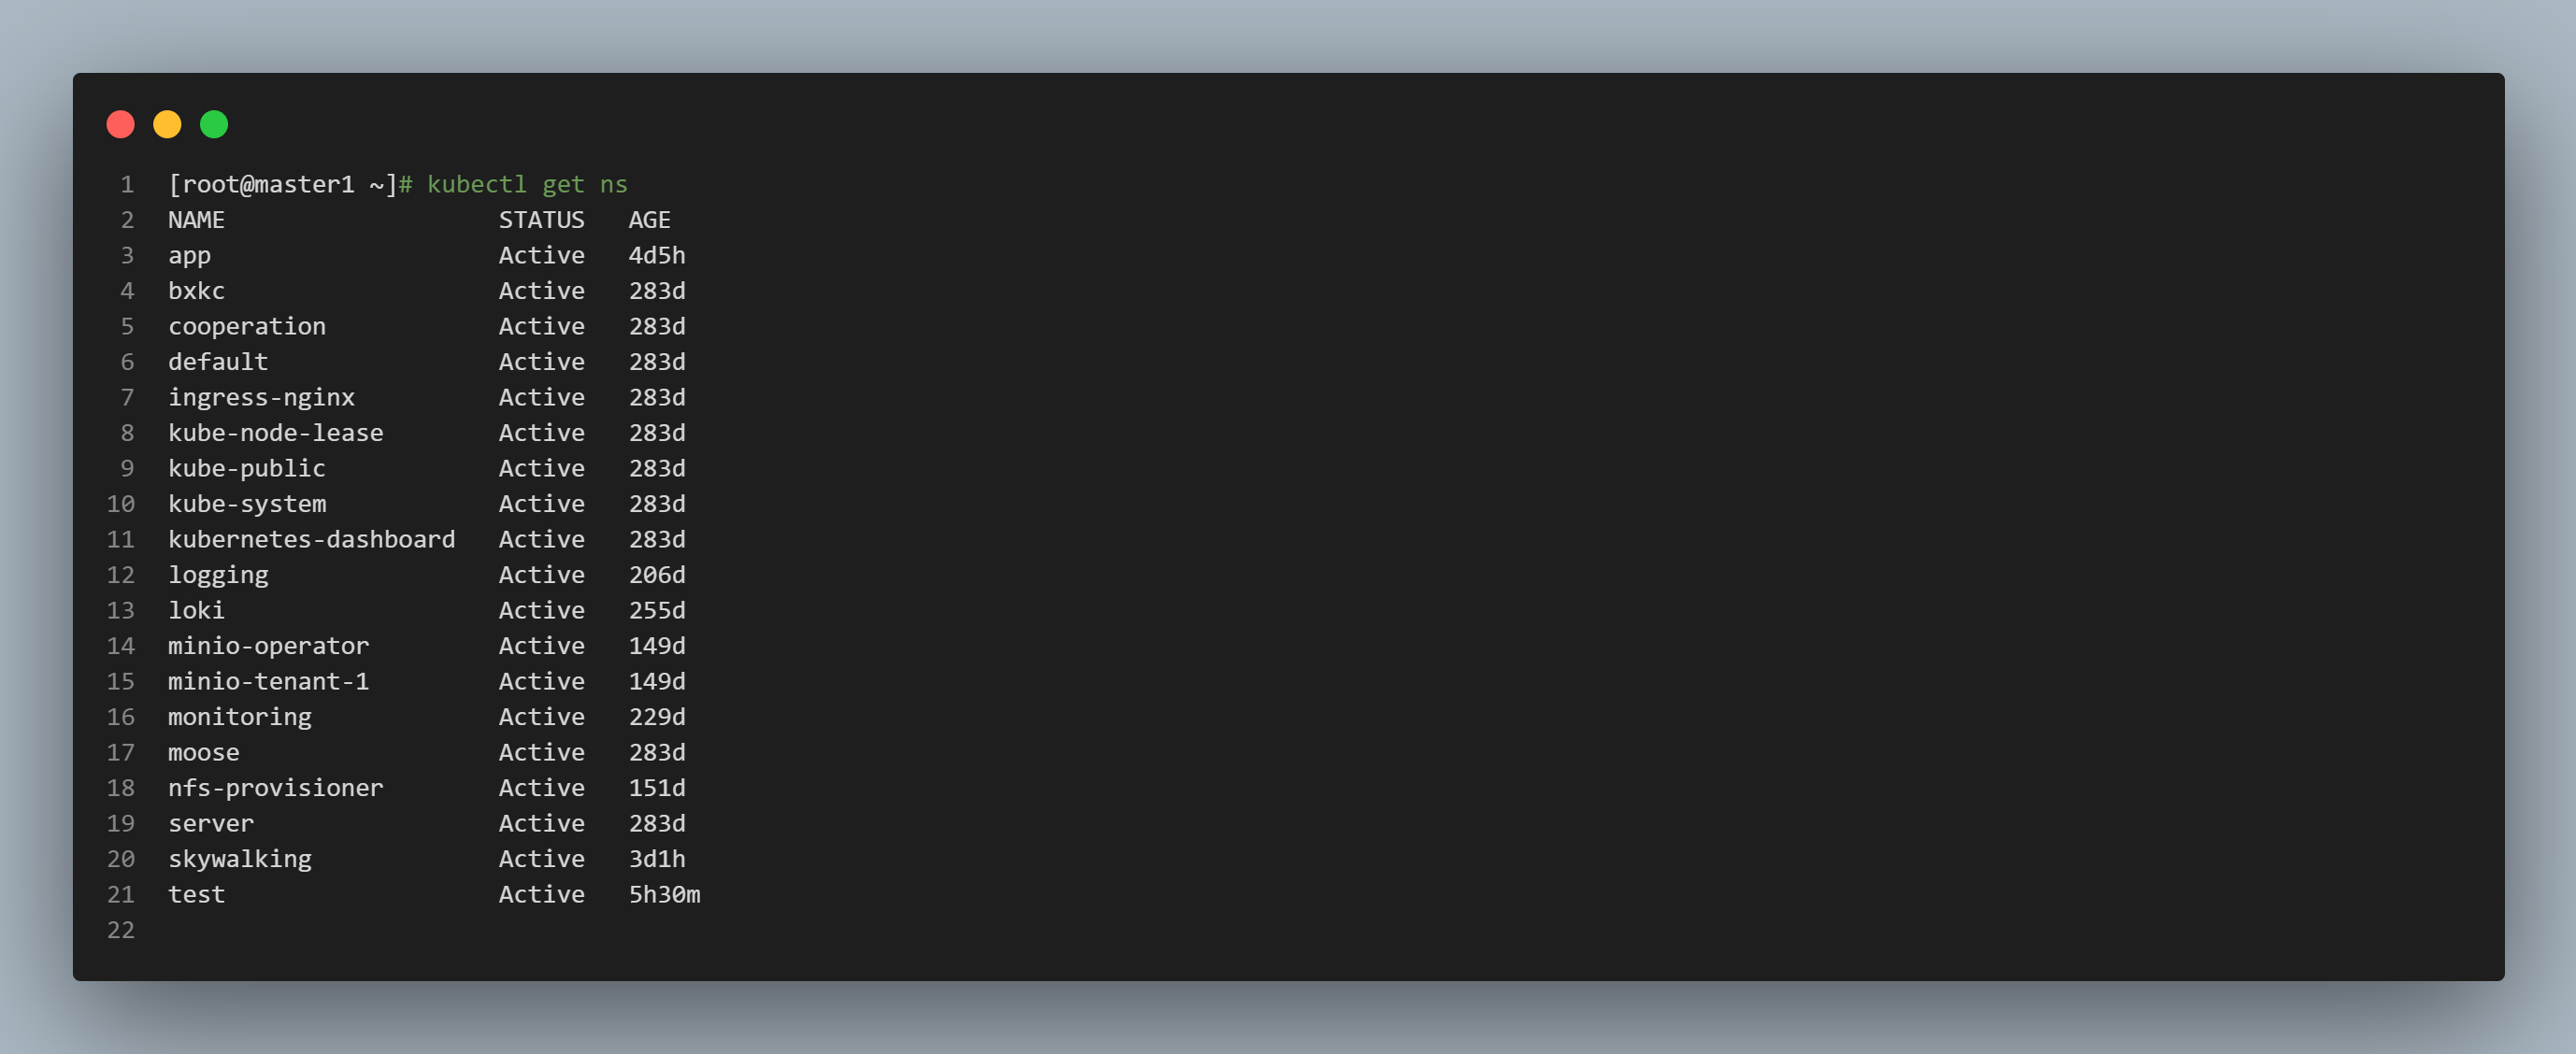 1 [root@master1 ~]# kubectl get ns
2 NAME                   STATUS   AGE
3 app                    Active   4d5h
4 bxkc                   Active   283d
5 cooperation            Active   283d
6 default                Active   283d
7 ingress-nginx          Active   283d
8 kube-node-lease        Active   283d
9 kube-public            Active   283d
10 kube-system            Active   283d
11 kubernetes-dashboard   Active   283d
12 logging                Active   206d
13 loki                   Active   255d
14 minio-operator         Active   149d
15 minio-tenant-1         Active   149d
16 monitoring             Active   229d
17 moose                  Active   283d
18 nfs-provisioner        Active   151d
19 server                 Active   283d
20 skywalking             Active   3d1h
21 test                   Active   5h30m
22